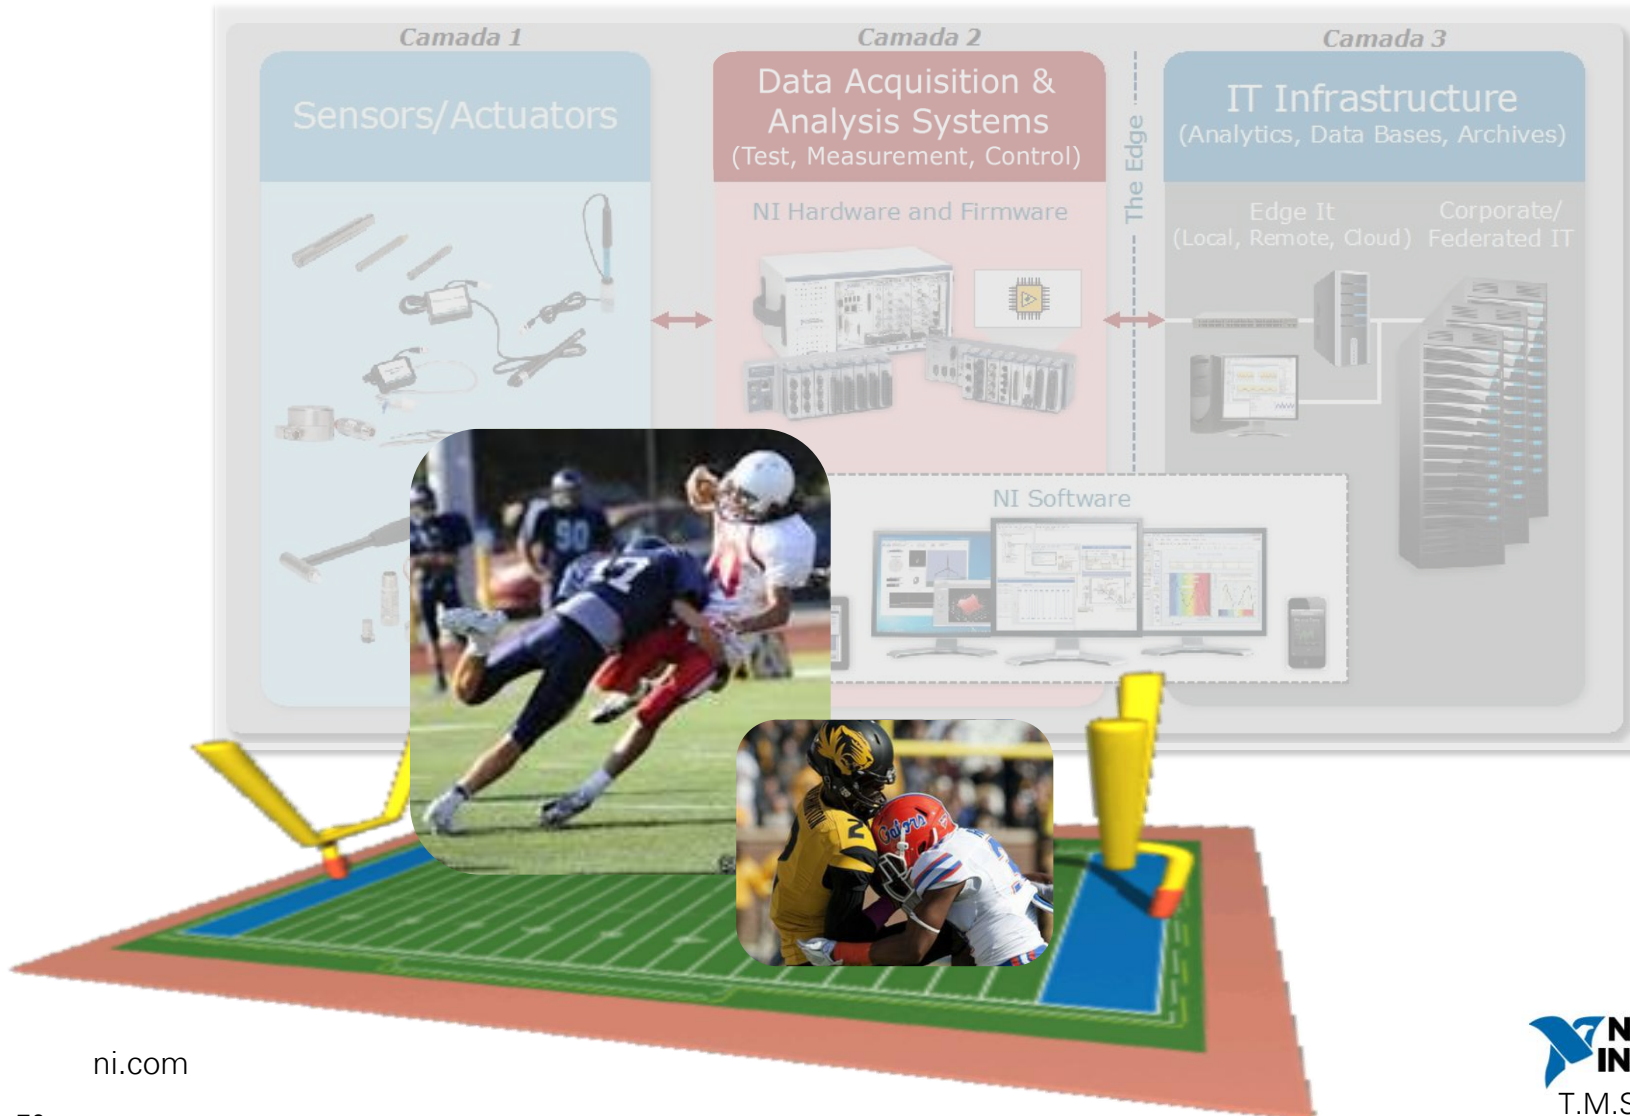 Camada 1
Camada 2
Camada 3
Sensors/Actuators
Data Acquisition &
Analysis Systems
(Test, Measurement, Control)
The Edge
IT Infrastructure
(Analytics, Data Bases, Archives)
NI Hardware and Firmware
Edge It
(Local, Remote, Cloud)
Corporate/
Federated IT
NI Software
90
17
2
Gators
ni.com
N
IN
T.M.S